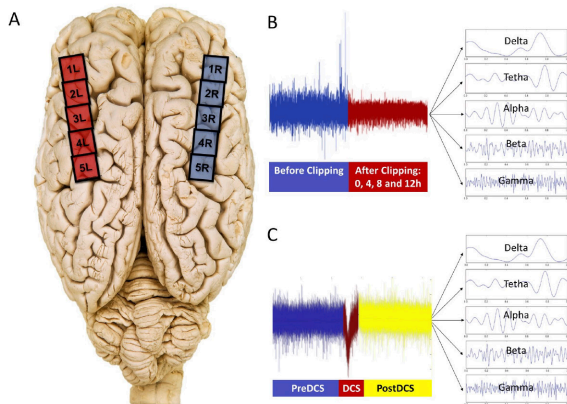 A
1L
2L
3L
4L
5L
1R
2R
3R
4R
5R
B
Before Clipping
After Clipping:
0, 4, 8 and 12h
Delta
Tetha
Alpha
Beta
Gamma
C
PreDCS
DCS
PostDCS
Delta
Tetha
Alpha
Beta
Gamma